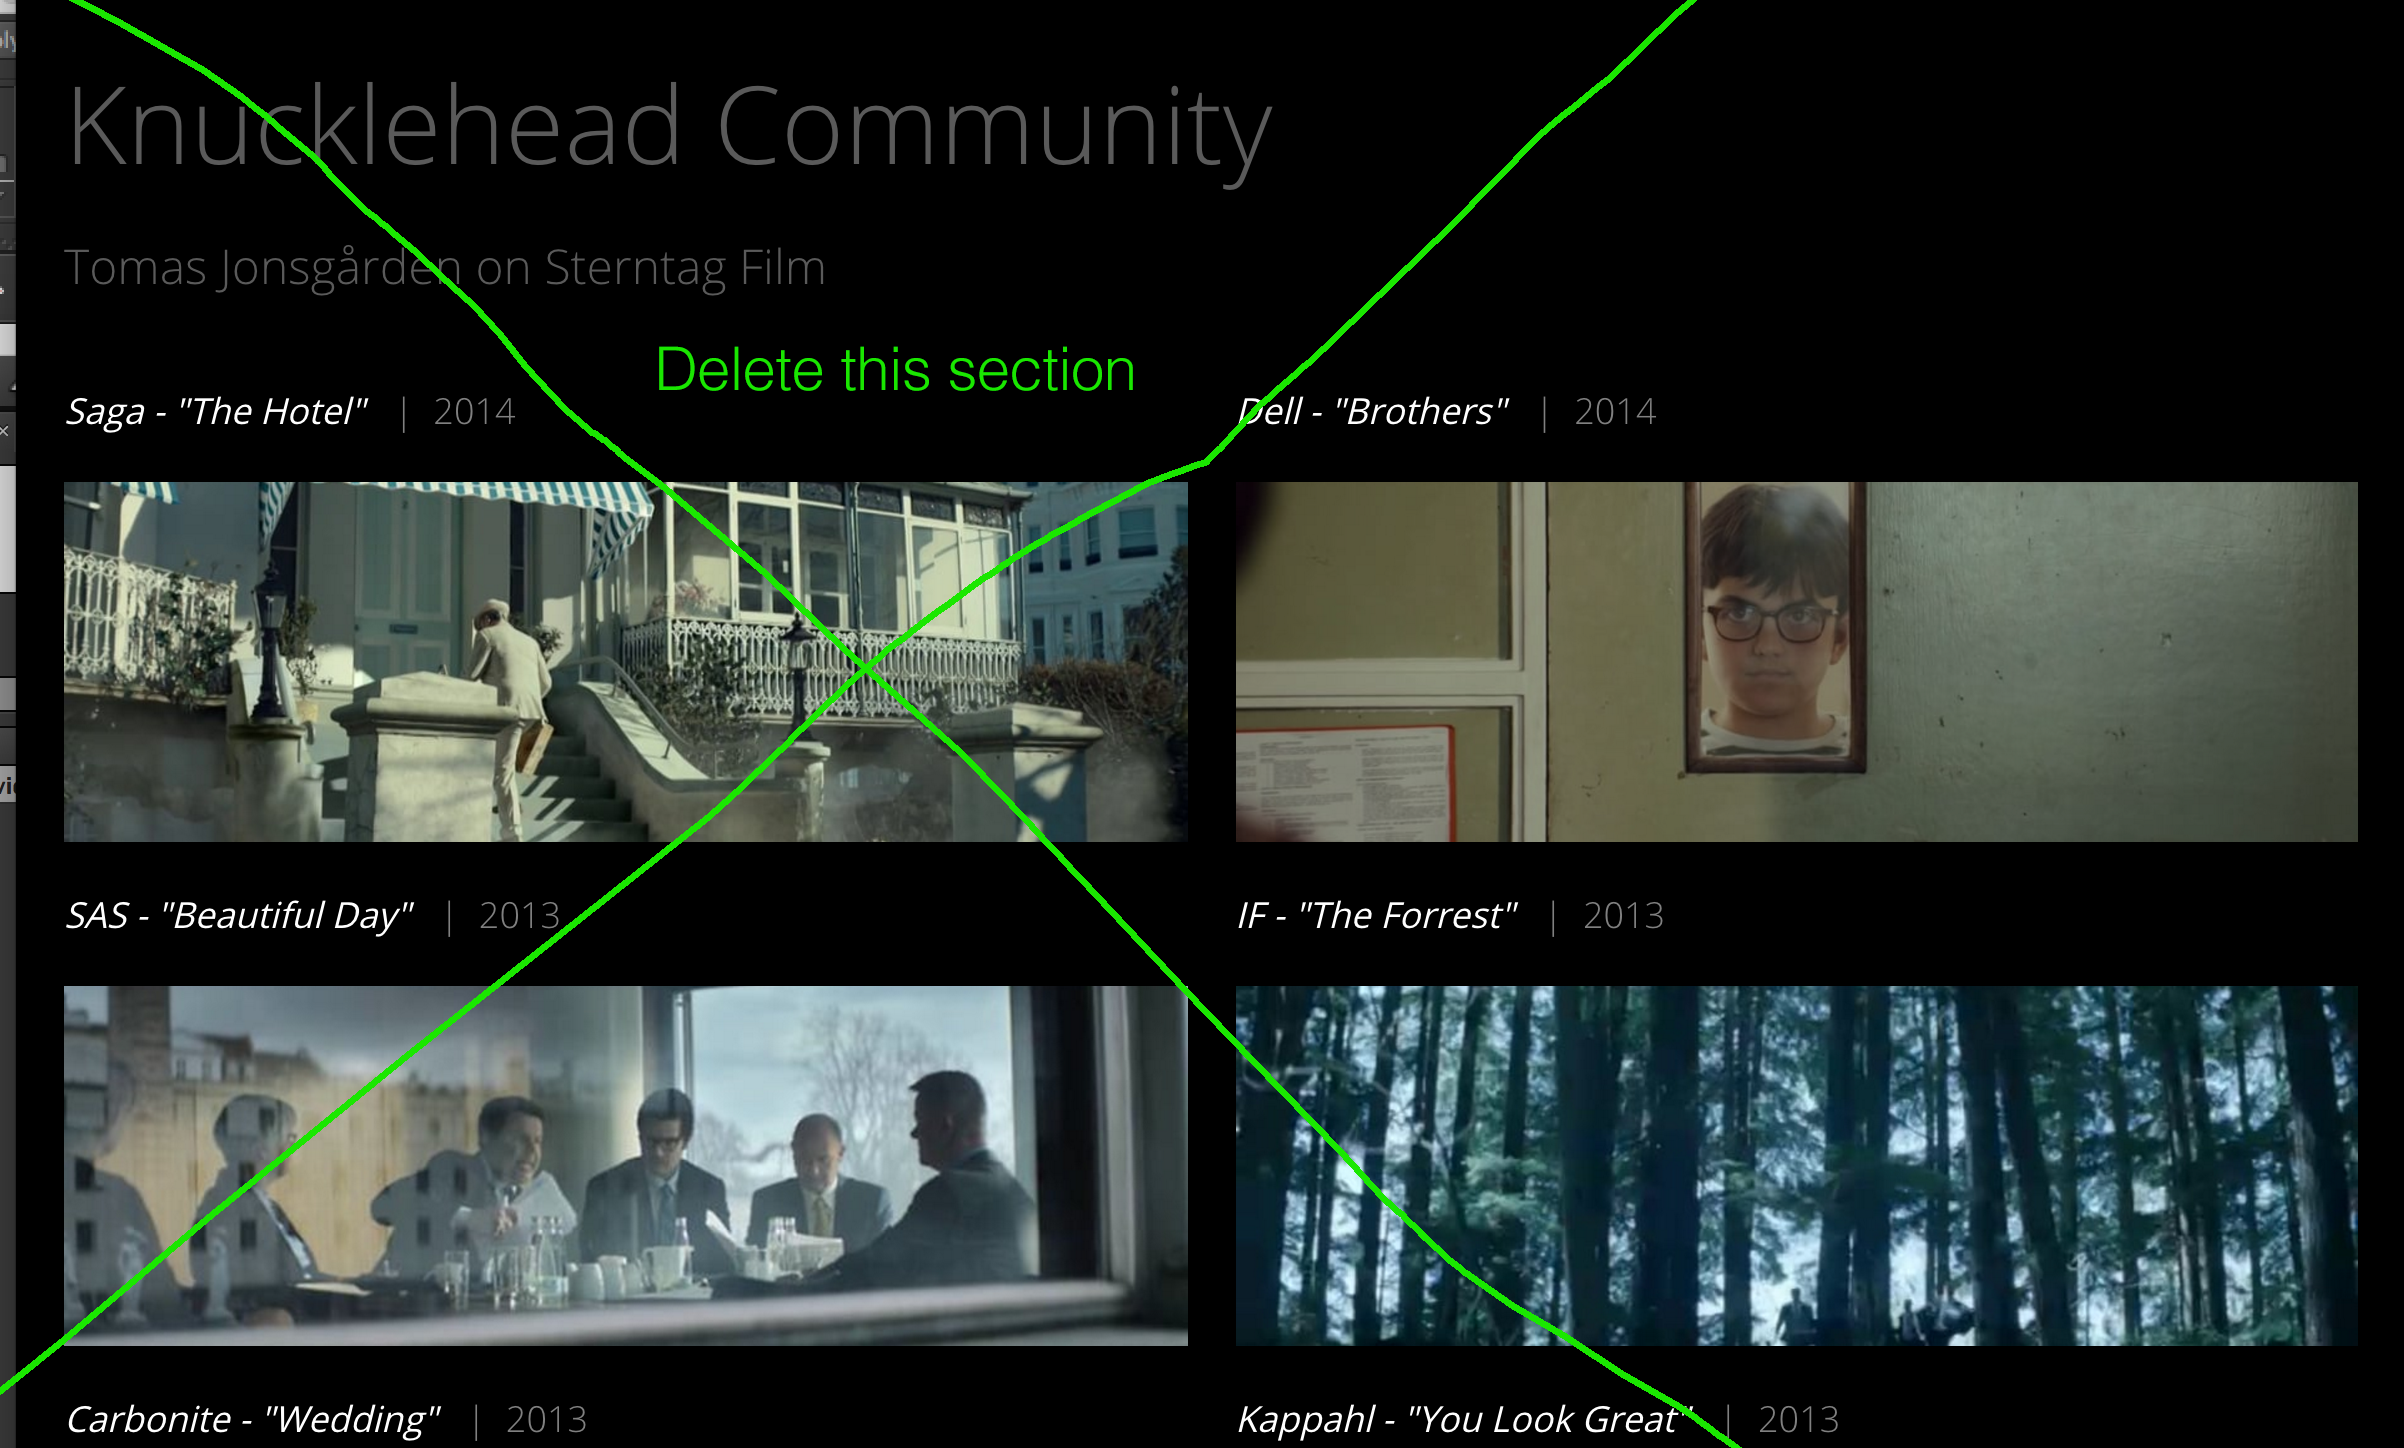 Knucklehead Community
Tomas Jonsgården on Sterntag Film
Delete this section
Saga - "The Hotel" | 2014
Dell - "Brothers" | 2014
SAS - "Beautiful Day" | 2013
IF - "The Forrest" | 2013
Carbonite - "Wedding" | 2013
Kappahl - "You Look Great" | 2013